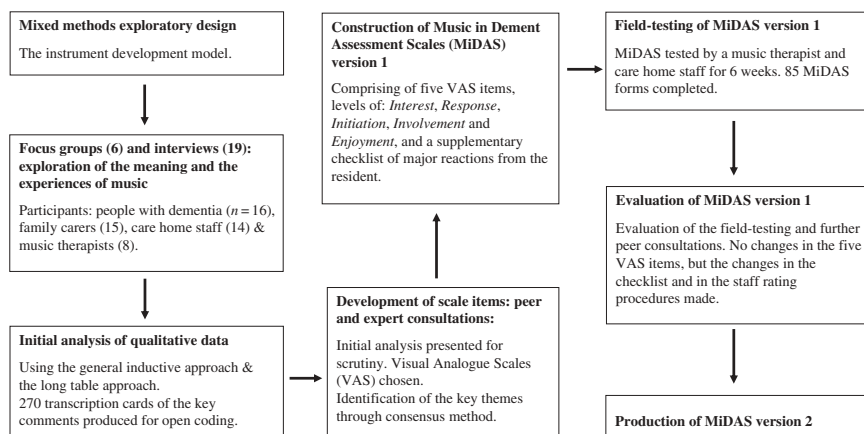 Mixed methods exploratory design
The instrument development model.
Focus groups (6) and interviews (19):
exploration of the meaning and the
experiences of music
Participants: people with dementia (n = 16),
family carers (15), care home staff (14) &
music therapists (8).
Initial analysis of qualitative data
Using the general inductive approach &
the long table approach.
270 transcription cards of the key
comments produced for open coding.
Development of scale items: peer
and expert consultations:
Initial analysis presented for
scrutiny. Visual Analogue Scales
(VAS) chosen.
Identification of the key themes
through consensus method.
Construction of Music in Dement
Assessment Scales (MiDAS)
version 1
Comprising of five VAS items,
levels of: Interest, Response,
Initiation, Involvement and
Enjoyment, and a supplementary
checklist of major reactions from the
resident.
Field-testing of MiDAS version 1
MiDAS tested by a music therapist and
care home staff for 6 weeks. 85 MiDAS
forms completed.
Evaluation of MiDAS version 1
Evaluation of the field-testing and further
peer consultations. No changes in the five
VAS items, but the changes in the
checklist and in the staff rating
procedures made.
Production of MiDAS version 2